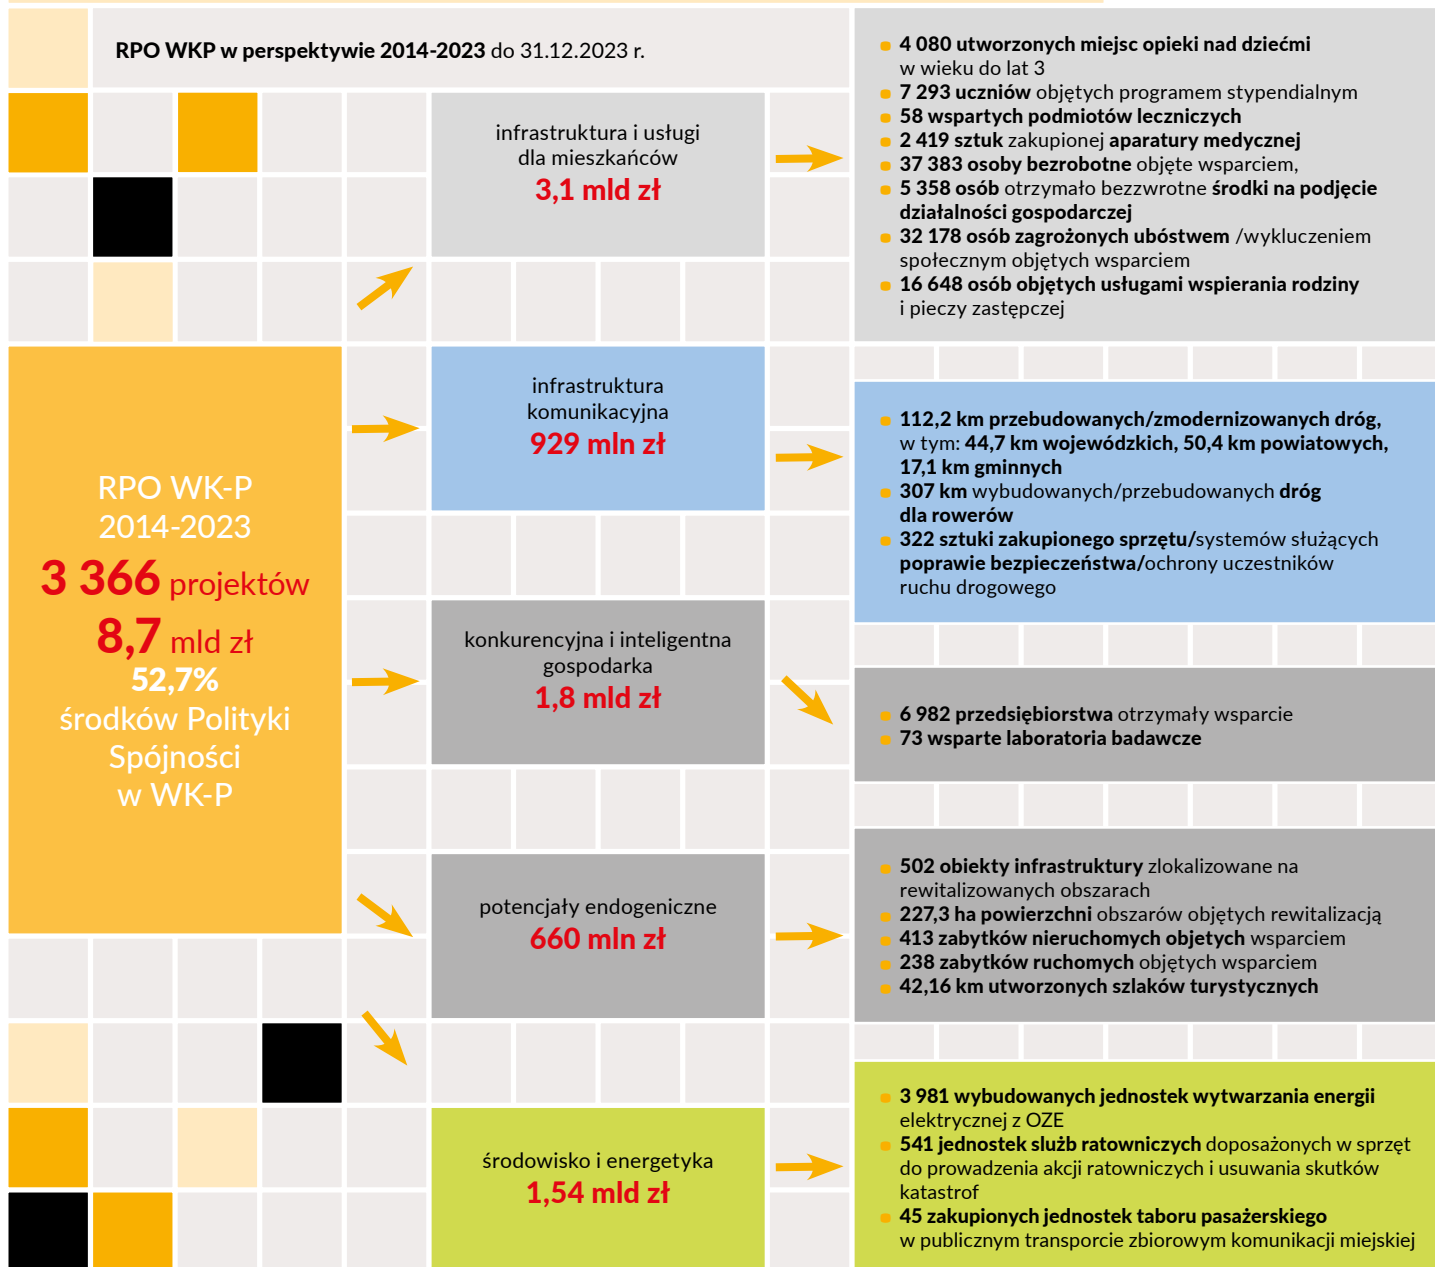 RPO WKP w perspektywie 2014-2023 do 31.12.2023 r.
RPO WK-P
2014-2023
3 366 projektów
8,7 mld zł
52,7%
środków Polityki
Spójności
w WK-P
infrastruktura i usługi
dla mieszkańców
3,1 mld zł
4 080 utworzonych miejsc opieki nad dziećmi
w wieku do lat 3
7 293 uczniów objętych programem stypendialnym
58 wspartych podmiotów leczniczych
2 419 sztuk zakupionej aparatury medycznej
37 383 osoby bezrobotne objęte wsparciem,
5 358 osób otrzymało bezzwrotne środki na podjęcie
działalności gospodarczej
32 178 osób zagrożonych ubóstwem /wykluczeniem
społecznym objętych wsparciem
16 648 osób objętych usługami wspierania rodziny
i pieczy zastępczej
infrastruktura
komunikacyjna
929 mln zł
112,2 km przebudowanych/zmodernizowanych dróg,
w tym: 44,7 km wojewódzkich, 50,4 km powiatowych,
17,1 km gminnych
307 km wybudowanych/przebudowanych dróg
dla rowerów
322 sztuki zakupionego sprzętu/systemów służących
poprawie bezpieczeństwa/ochrony uczestników
ruchu drogowego
konkurencyjna i inteligentna
gospodarka
1,8 mld zł
6 982 przedsiębiorstwa otrzymały wsparcie
73 wsparte laboratoria badawcze
potencjały endogeniczne
660 mln zł
502 obiekty infrastruktury zlokalizowane na
rewitalizowanych obszarach
227,3 ha powierzchni obszarów objętych rewitalizacją
413 zabytków nieruchomych objetych wsparciem
238 zabytków ruchomych objętych wsparciem
42,16 km utworzonych szlaków turystycznych
środowisko i energetyka
1,54 mld zł
3 981 wybudowanych jednostek wytwarzania energii
elektrycznej z OZE
541 jednostek slużb ratowniczych doposażonych w sprzęt
do prowadzenia akcji ratowniczych i usuwania skutków
katastrof
45 zakupionych jednostek taboru pasażerskiego
w publicznym transporcie zbiorowym komunikacji miejskiej